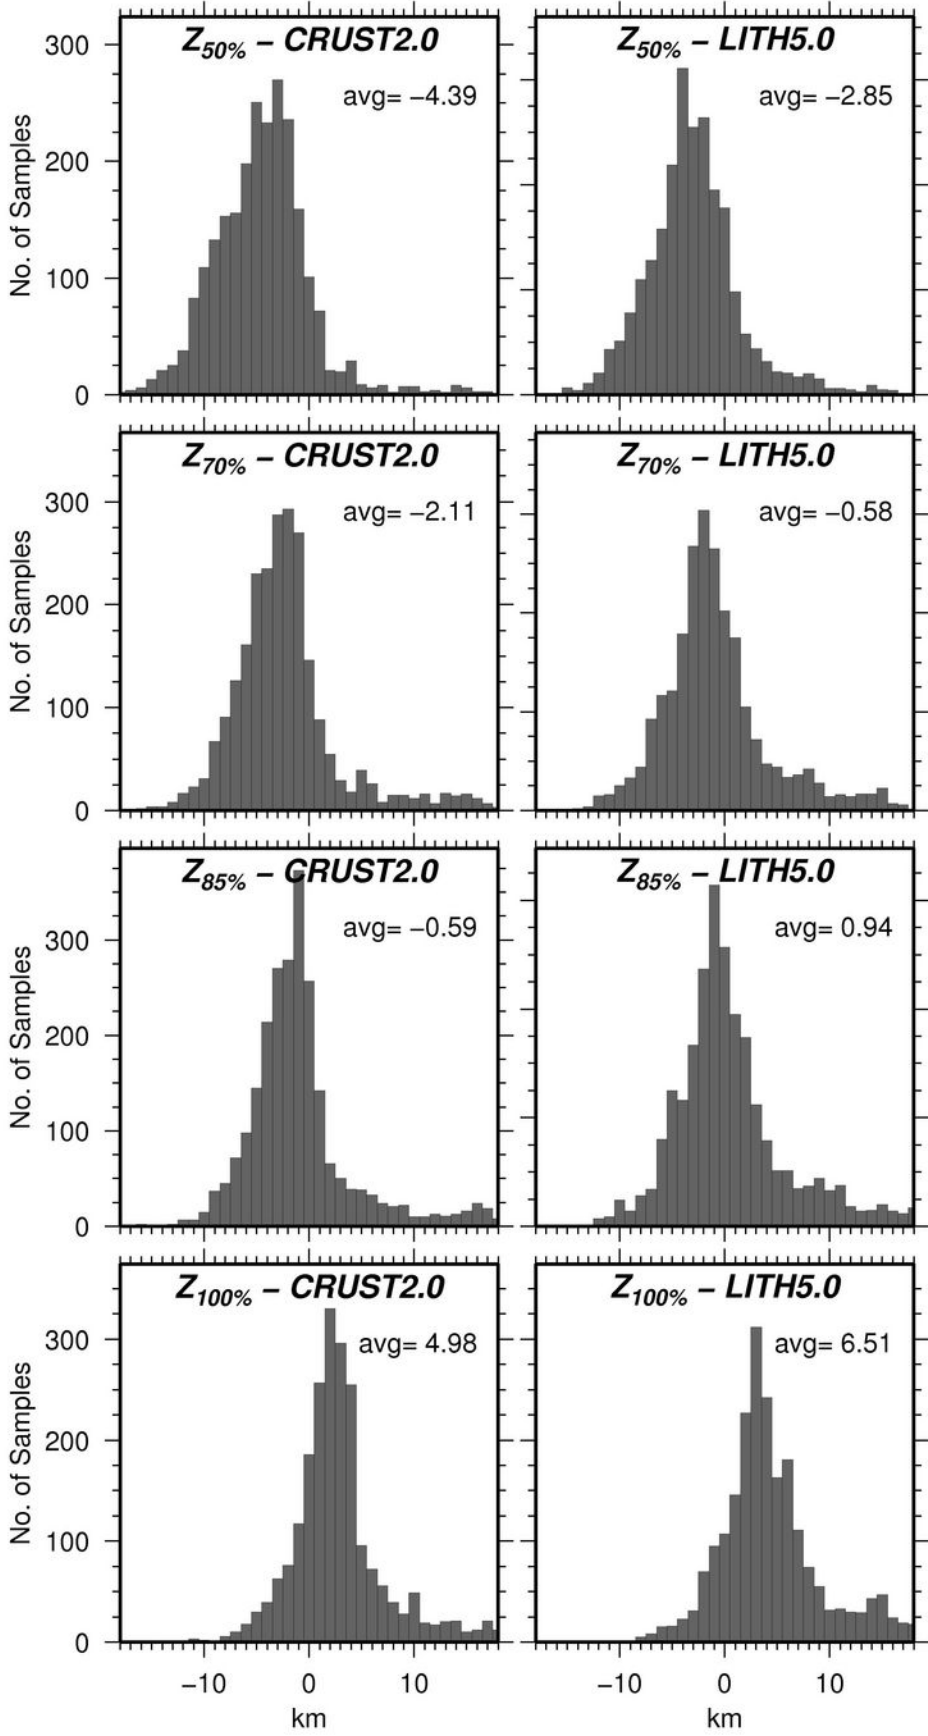 Z50% – CRUST2.0
avg= −4.39
300
200
100
0
No. of Samples
Z50% – LITH5.0
avg= −2.85
Z70% – CRUST2.0
avg= −2.11
300
200
100
0
No. of Samples
Z70% – LITH5.0
avg= −0.58
Z85% – CRUST2.0
avg= −0.59
300
200
100
0
No. of Samples
Z85% – LITH5.0
avg= 0.94
Z100% – CRUST2.0
avg= 4.98
300
200
100
0
No. of Samples
−10 0 10
km
Z100% – LITH5.0
avg= 6.51
−10 0 10
km